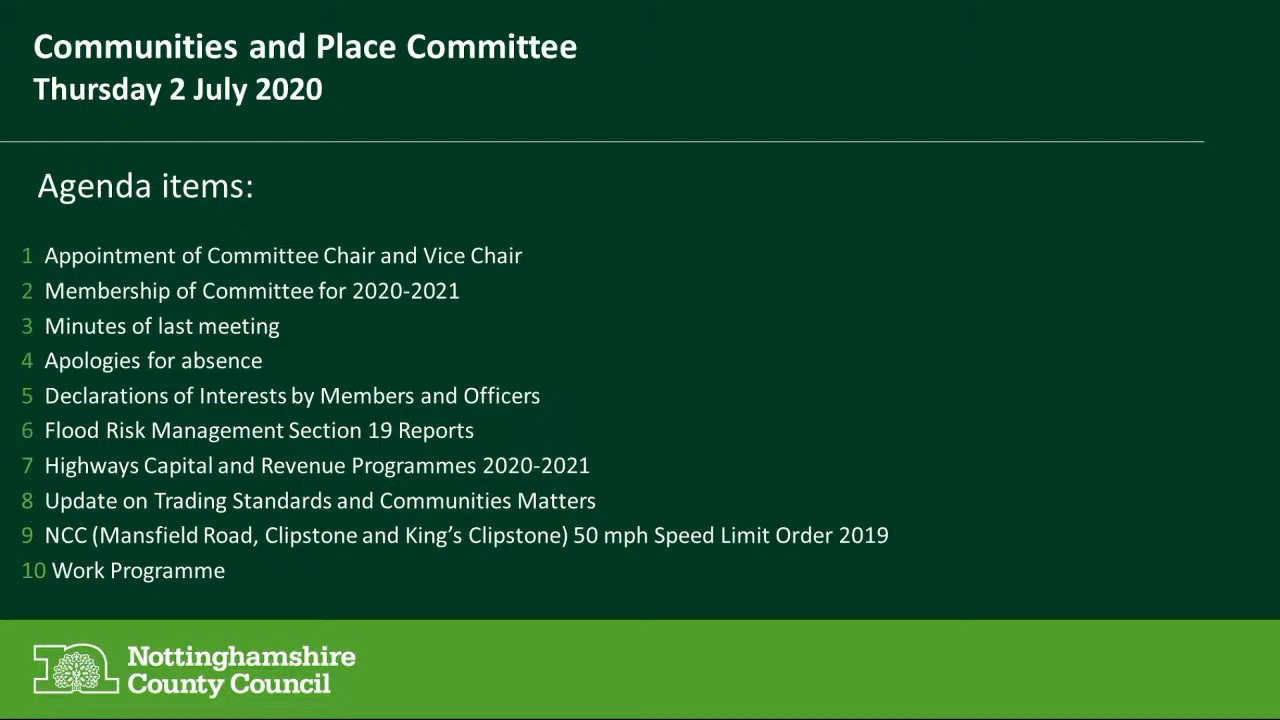 Communities and Place Committee
Thursday 2 July 2020
Agenda items:
1 Appointment of Committee Chair and Vice Chair
2 Membership of Committee for 2020-2021
3 Minutes of last meeting
4 Apologies for absence
5 Declarations of Interests by Members and Officers
6 Flood Risk Management Section 19 Reports
7 Highways Capital and Revenue Programmes 2020-2021
8 Update on Trading Standards and Communities Matters
9 NCC (Mansfield Road, Clipstone and King’s Clipstone) 50 mph Speed Limit Order 2019
10 Work Programme
Nottinghamshire
County Council